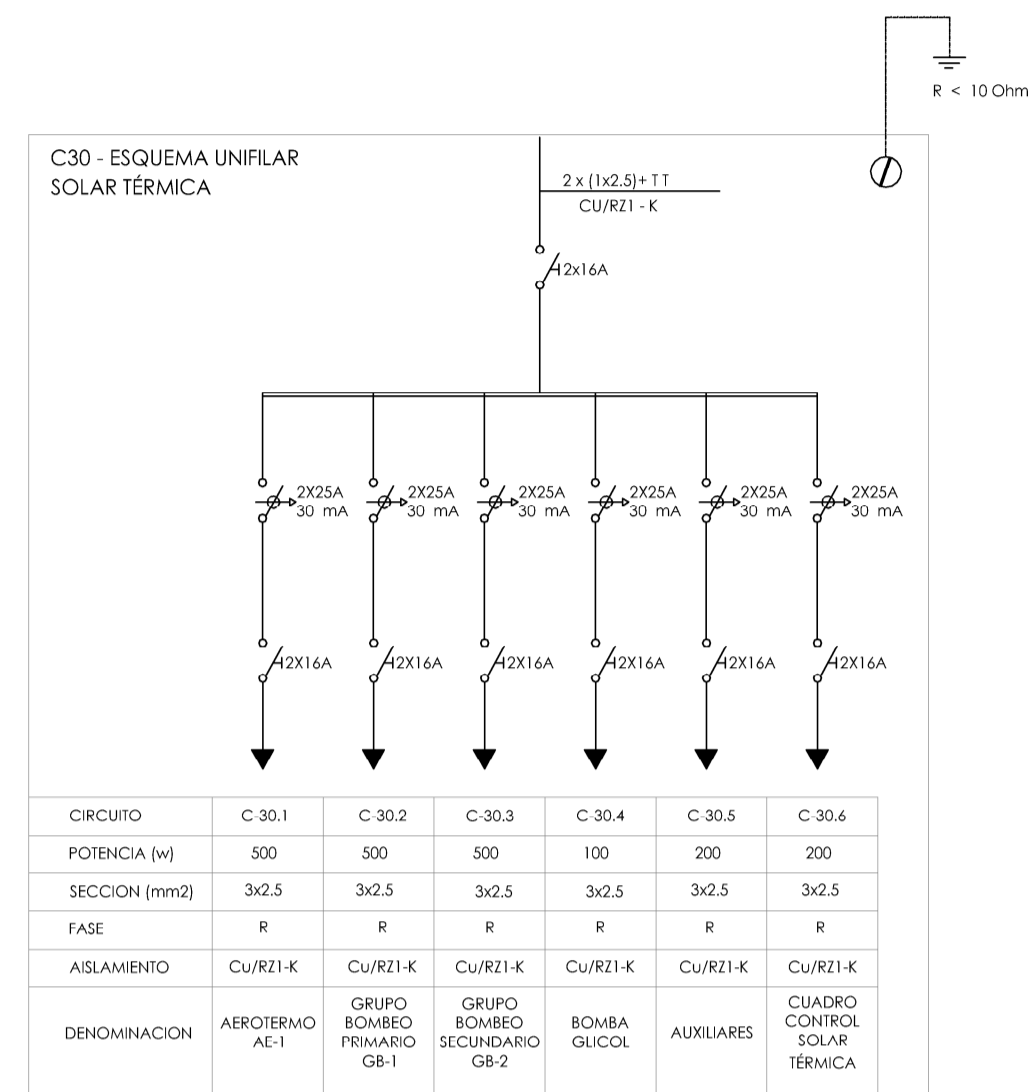 R < 10 Ohm
C30 - ESQUEMA UNIFILAR
SOLAR TÉRMICA
2 x (1x2.5)+ TT
CU/RZ1 - K
2x16A
2X25A 2X25A 2X25A 2X25A 2X25A 2X25A
30 mA 30 mA 30 mA 30 mA 30 mA 30 mA
2X16A 2X16A 2X16A 2X16A 2X16A 2X16A
CIRCUITO C-30.1 C-30.2 C-30.3 C-30.4 C-30.5 C-30.6
POTENCIA (w) 500 500 500 100 200 200
SECCION (mm2) 3x2.5 3x2.5 3x2.5 3x2.5 3x2.5 3x2.5
FASE R R R R R R
AISLAMIENTO Cu/RZ1-K Cu/RZ1-K Cu/RZ1-K Cu/RZ1-K Cu/RZ1-K Cu/RZ1-K
DENOMINACION
AEROTERMO
AE-1
GRUPO
BOMBEO
PRIMARIO
GB-1
GRUPO
BOMBEO
SECUNDARIO
GB-2
BOMBA
GLICOL
AUXILIARES
CUADRO
CONTROL
SOLAR
TÉRMICA